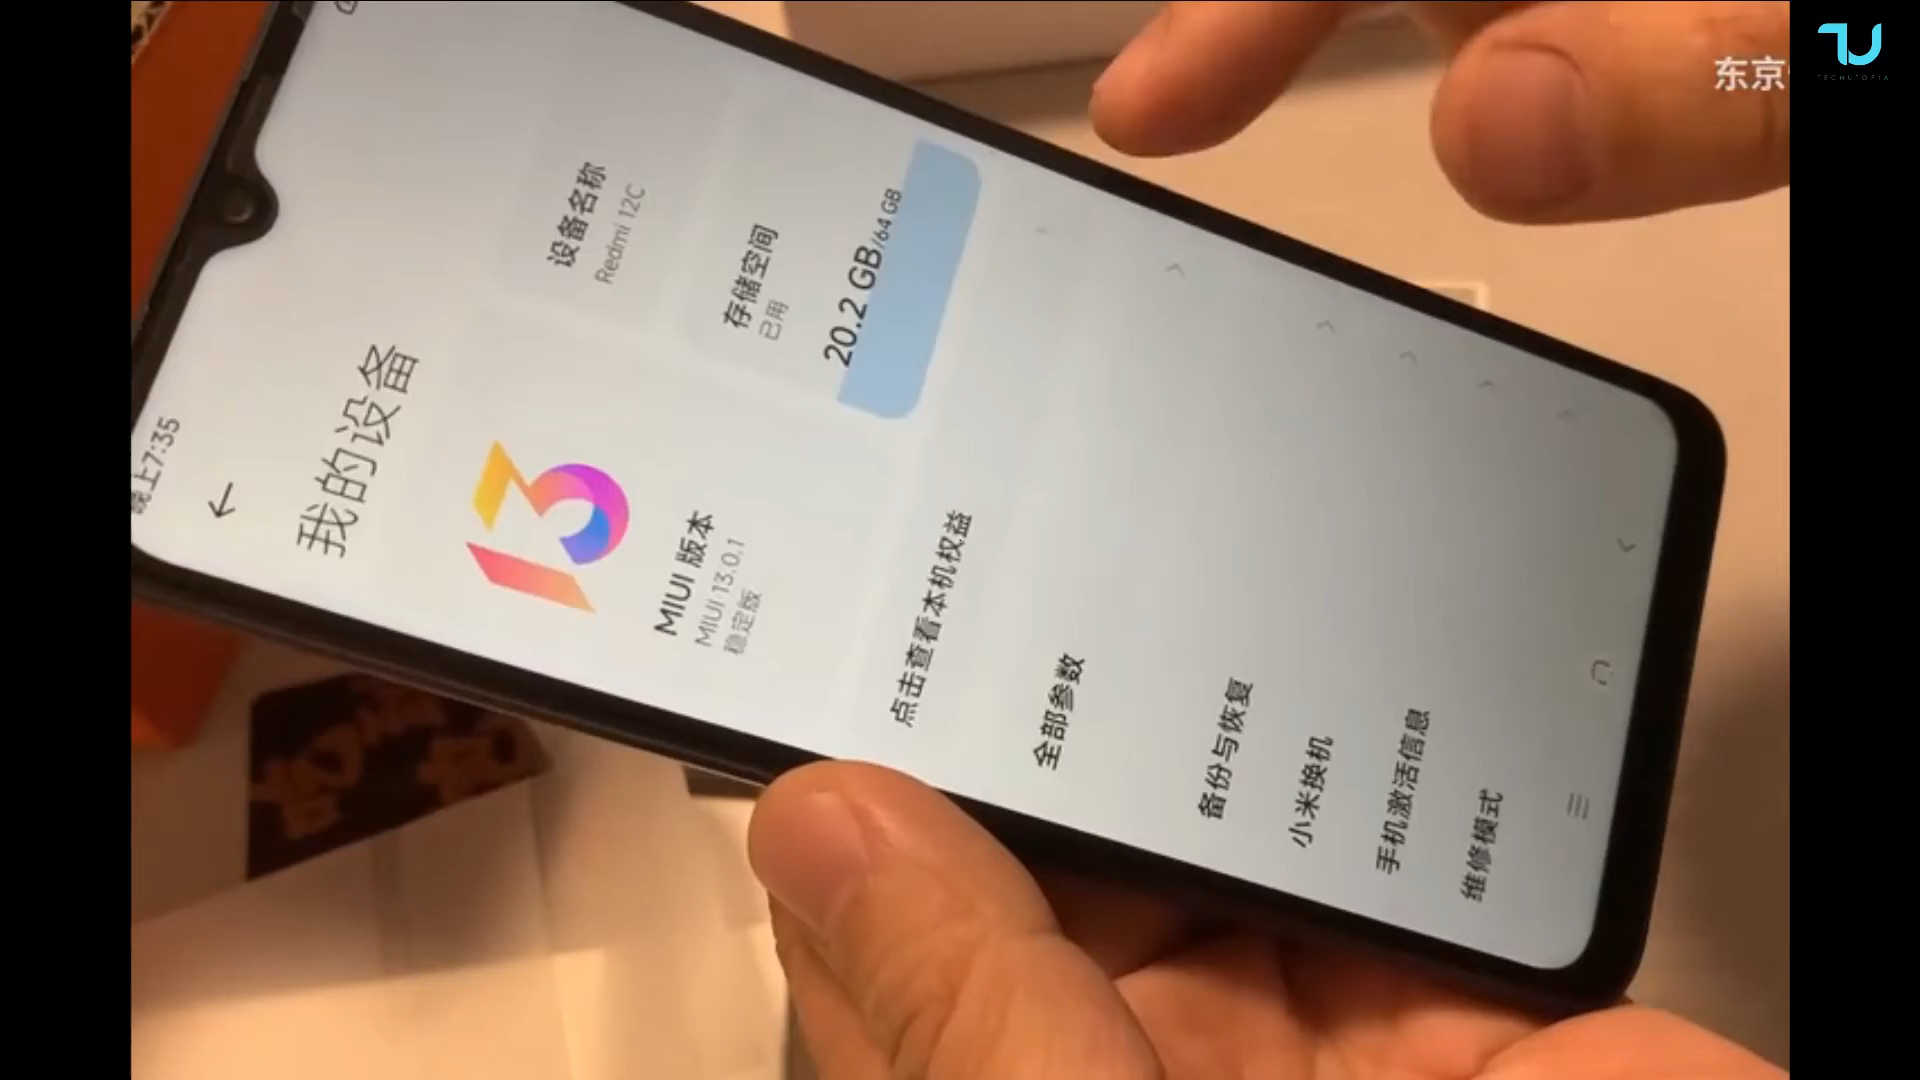 晚上7:35
我的设备
MIUI 版本
MIUI 13.0.1
稳定版
设备名称
Redmi 12C
存储空间
已用
20.2 GB/64 GB
点击查看本机权益
全部参数
备份与恢复
小米换机
手机激活信息
维修模式
东京
TECHUTOPIA